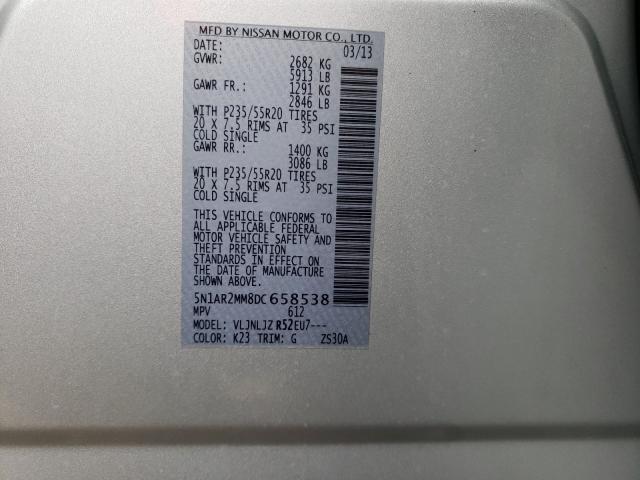 MFD BY NISSAN MOTOR CO., LTD.
DATE: 03/13
GVWR: 2682 KG
5913 LB
GAWR FR.: 1291 KG
2846 LB
WITH P235/55R20 TIRES
20 X 7.5 RIMS AT 35 PSI
COLD SINGLE
GAWR RR.: 1400 KG
3086 LB
WITH P235/55R20 TIRES
20 X 7.5 RIMS AT 35 PSI
COLD SINGLE
THIS VEHICLE CONFORMS TO
ALL APPLICABLE FEDERAL
MOTOR VEHICLE SAFETY AND
THEFT PREVENTION
STANDARDS IN EFFECT ON
THE DATE OF MANUFACTURE
SHOWN ABOVE.
5N1AR2MM8DC658538
MPV 612
MODEL: VLJNLJZ R52EU7---
COLOR: K23 TRIM: G ZS30A